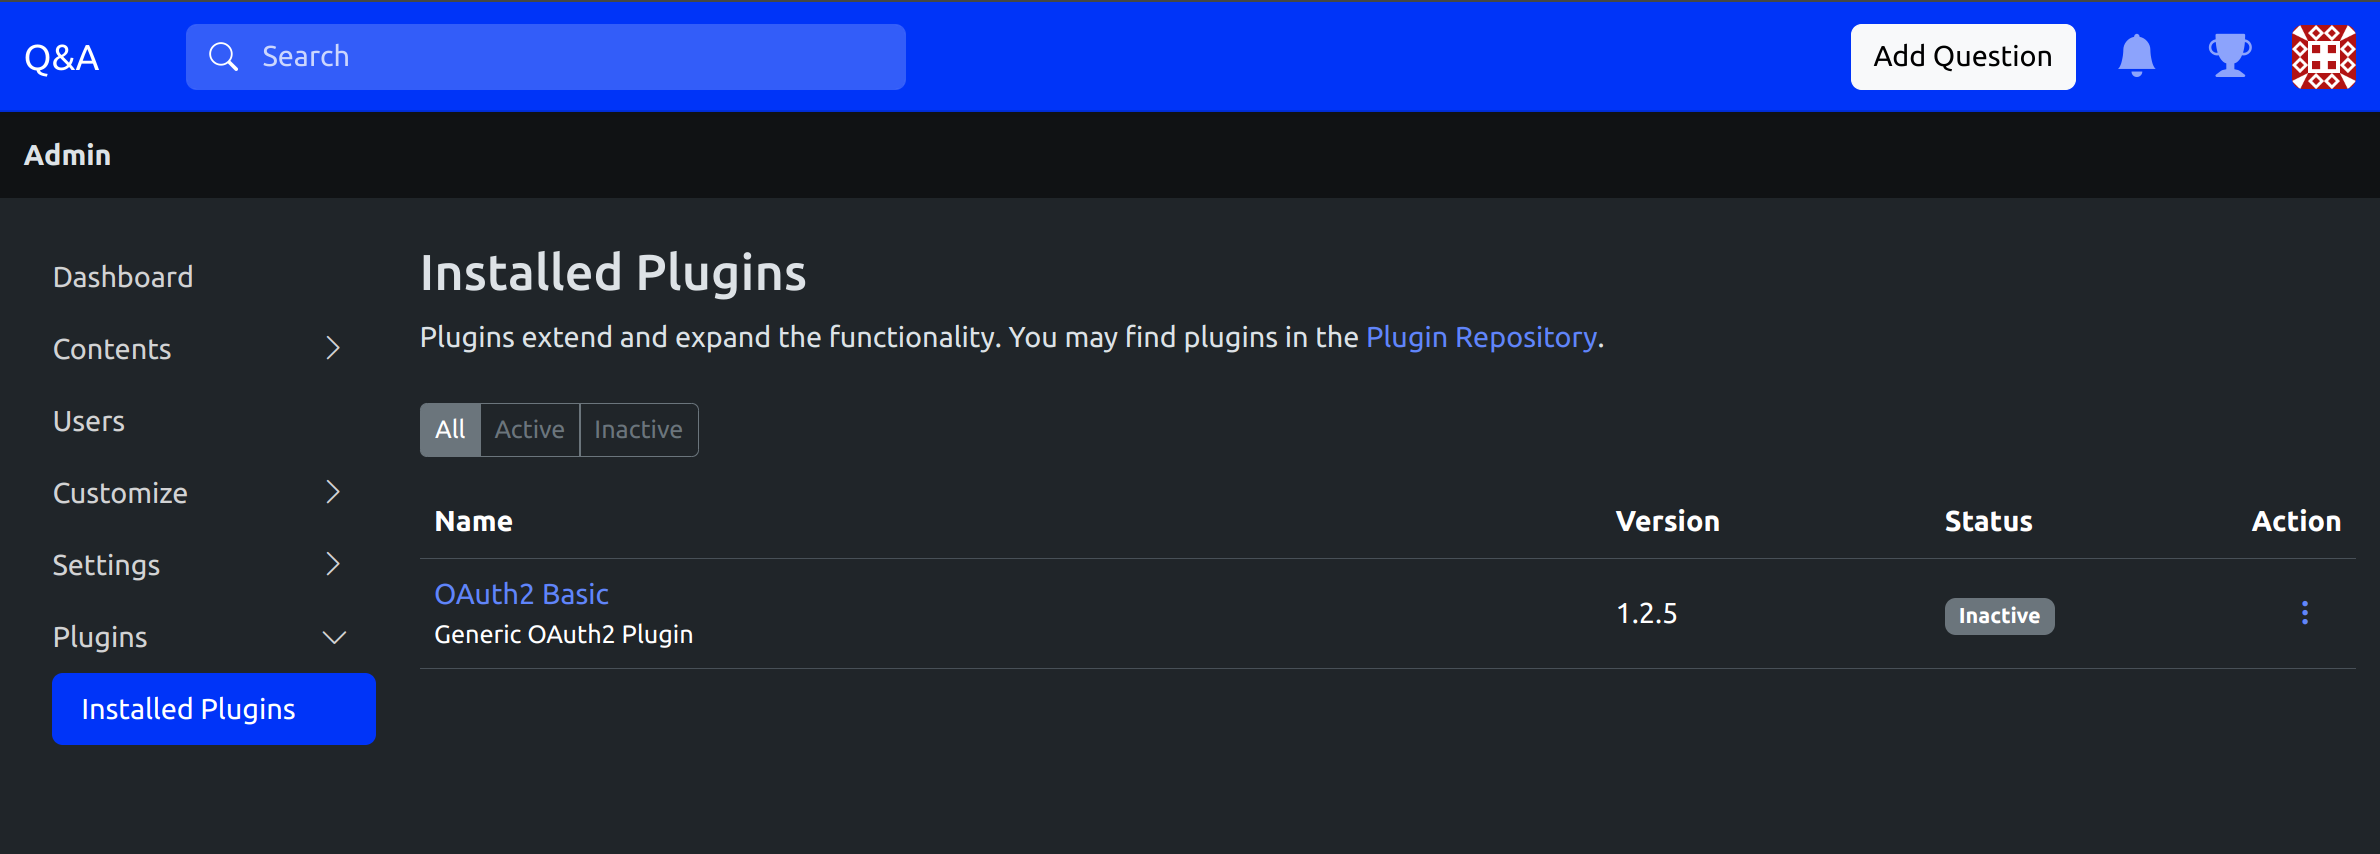 Q&A
Search
Add Question
Admin
Dashboard
Contents
Users
Customize
Settings
Plugins
Installed Plugins
Installed Plugins
Plugins extend and expand the functionality. You may find plugins in the Plugin Repository.
All Active Inactive
Name Version Status Action
OAuth2 Basic
Generic OAuth2 Plugin
1.2.5
Inactive